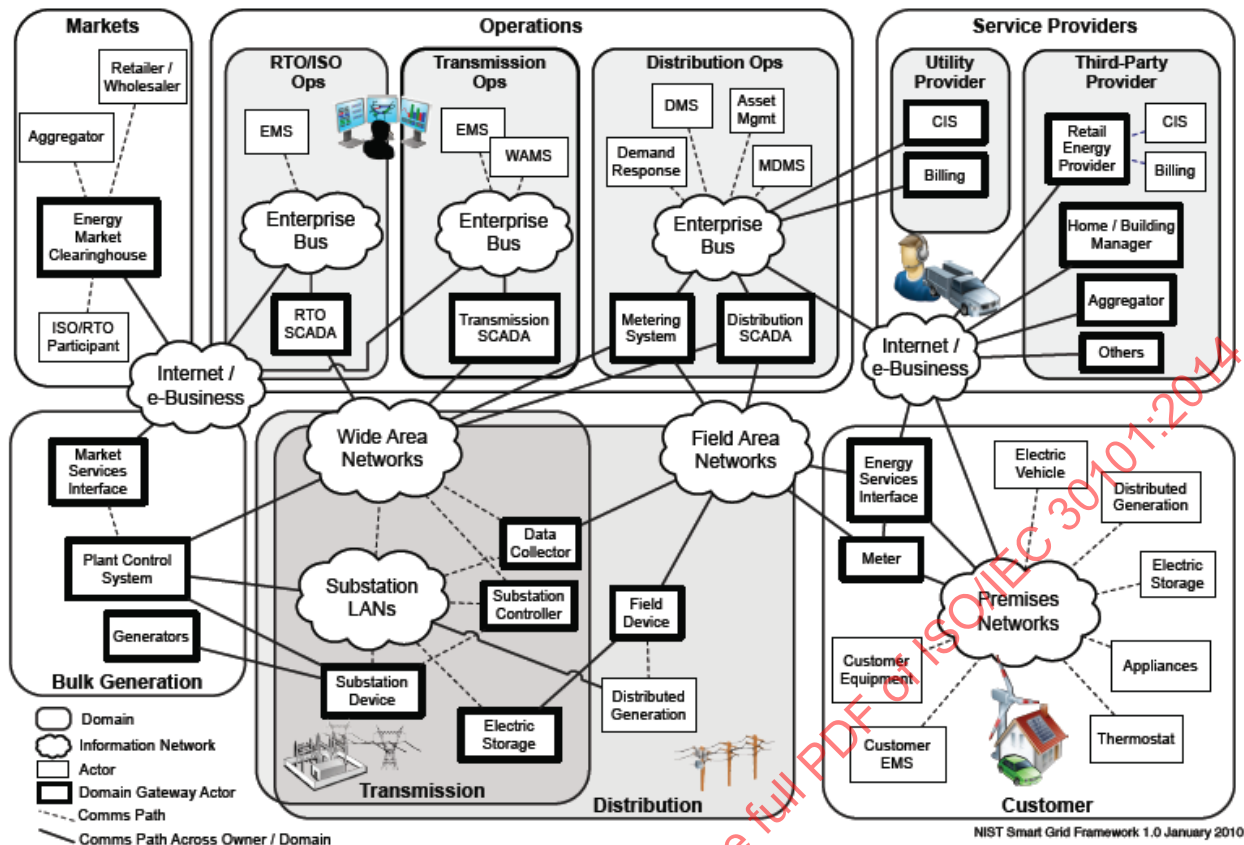 Markets
Operations
Service Providers
Retailer /
Wholesaler
Aggregator
Energy
Market
Clearinghouse
ISO/RTO
Participant
RTO/ISO
Ops
EMS
Enterprise
Bus
RTO
SCADA
Transmission
Ops
EMS
WAMS
Enterprise
Bus
Transmission
SCADA
Distribution Ops
DMS
Asset
Mgmt
Demand
Response
MDMS
Enterprise
Bus
Metering
System
Distribution
SCADA
Utility
Provider
CIS
Billing
Third-Party
Provider
Retail
Energy
Provider
CIS
Billing
Home / Building
Manager
Aggregator
Others
Internet /
e-Business
Internet /
e-Business
Market
Services
Interface
Plant Control
System
Generators
Bulk Generation
Wide Area
Networks
Field Area
Networks
Data
Collector
Substation
LANs
Substation
Controller
Field
Device
Substation
Device
Electric
Storage
Distributed
Generation
Transmission
Distribution
Energy
Services
Interface
Meter
Electric
Vehicle
Distributed
Generation
Electric
Storage
Premises
Networks
Appliances
Customer
Equipment
Customer
EMS
Thermostat
Customer
Domain
Information Network
Actor
Domain Gateway Actor
Comms Path
Comms Path Across Owner / Domain
NIST Smart Grid Framework 1.0 January 2010
e full PDF of ISO/IEC 30101:2014